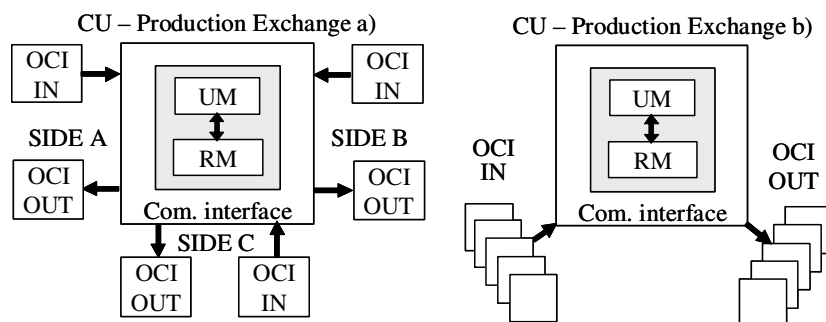 CU – Production Exchange a)
OCI
IN
OCI
IN
UM
RM
SIDE A
SIDE B
OCI
OUT
OCI
OUT
Com. interface
SIDE C
OCI
OUT
OCI
IN
CU – Production Exchange b)
UM
RM
OCI
IN
OCI
OUT
Com. interface